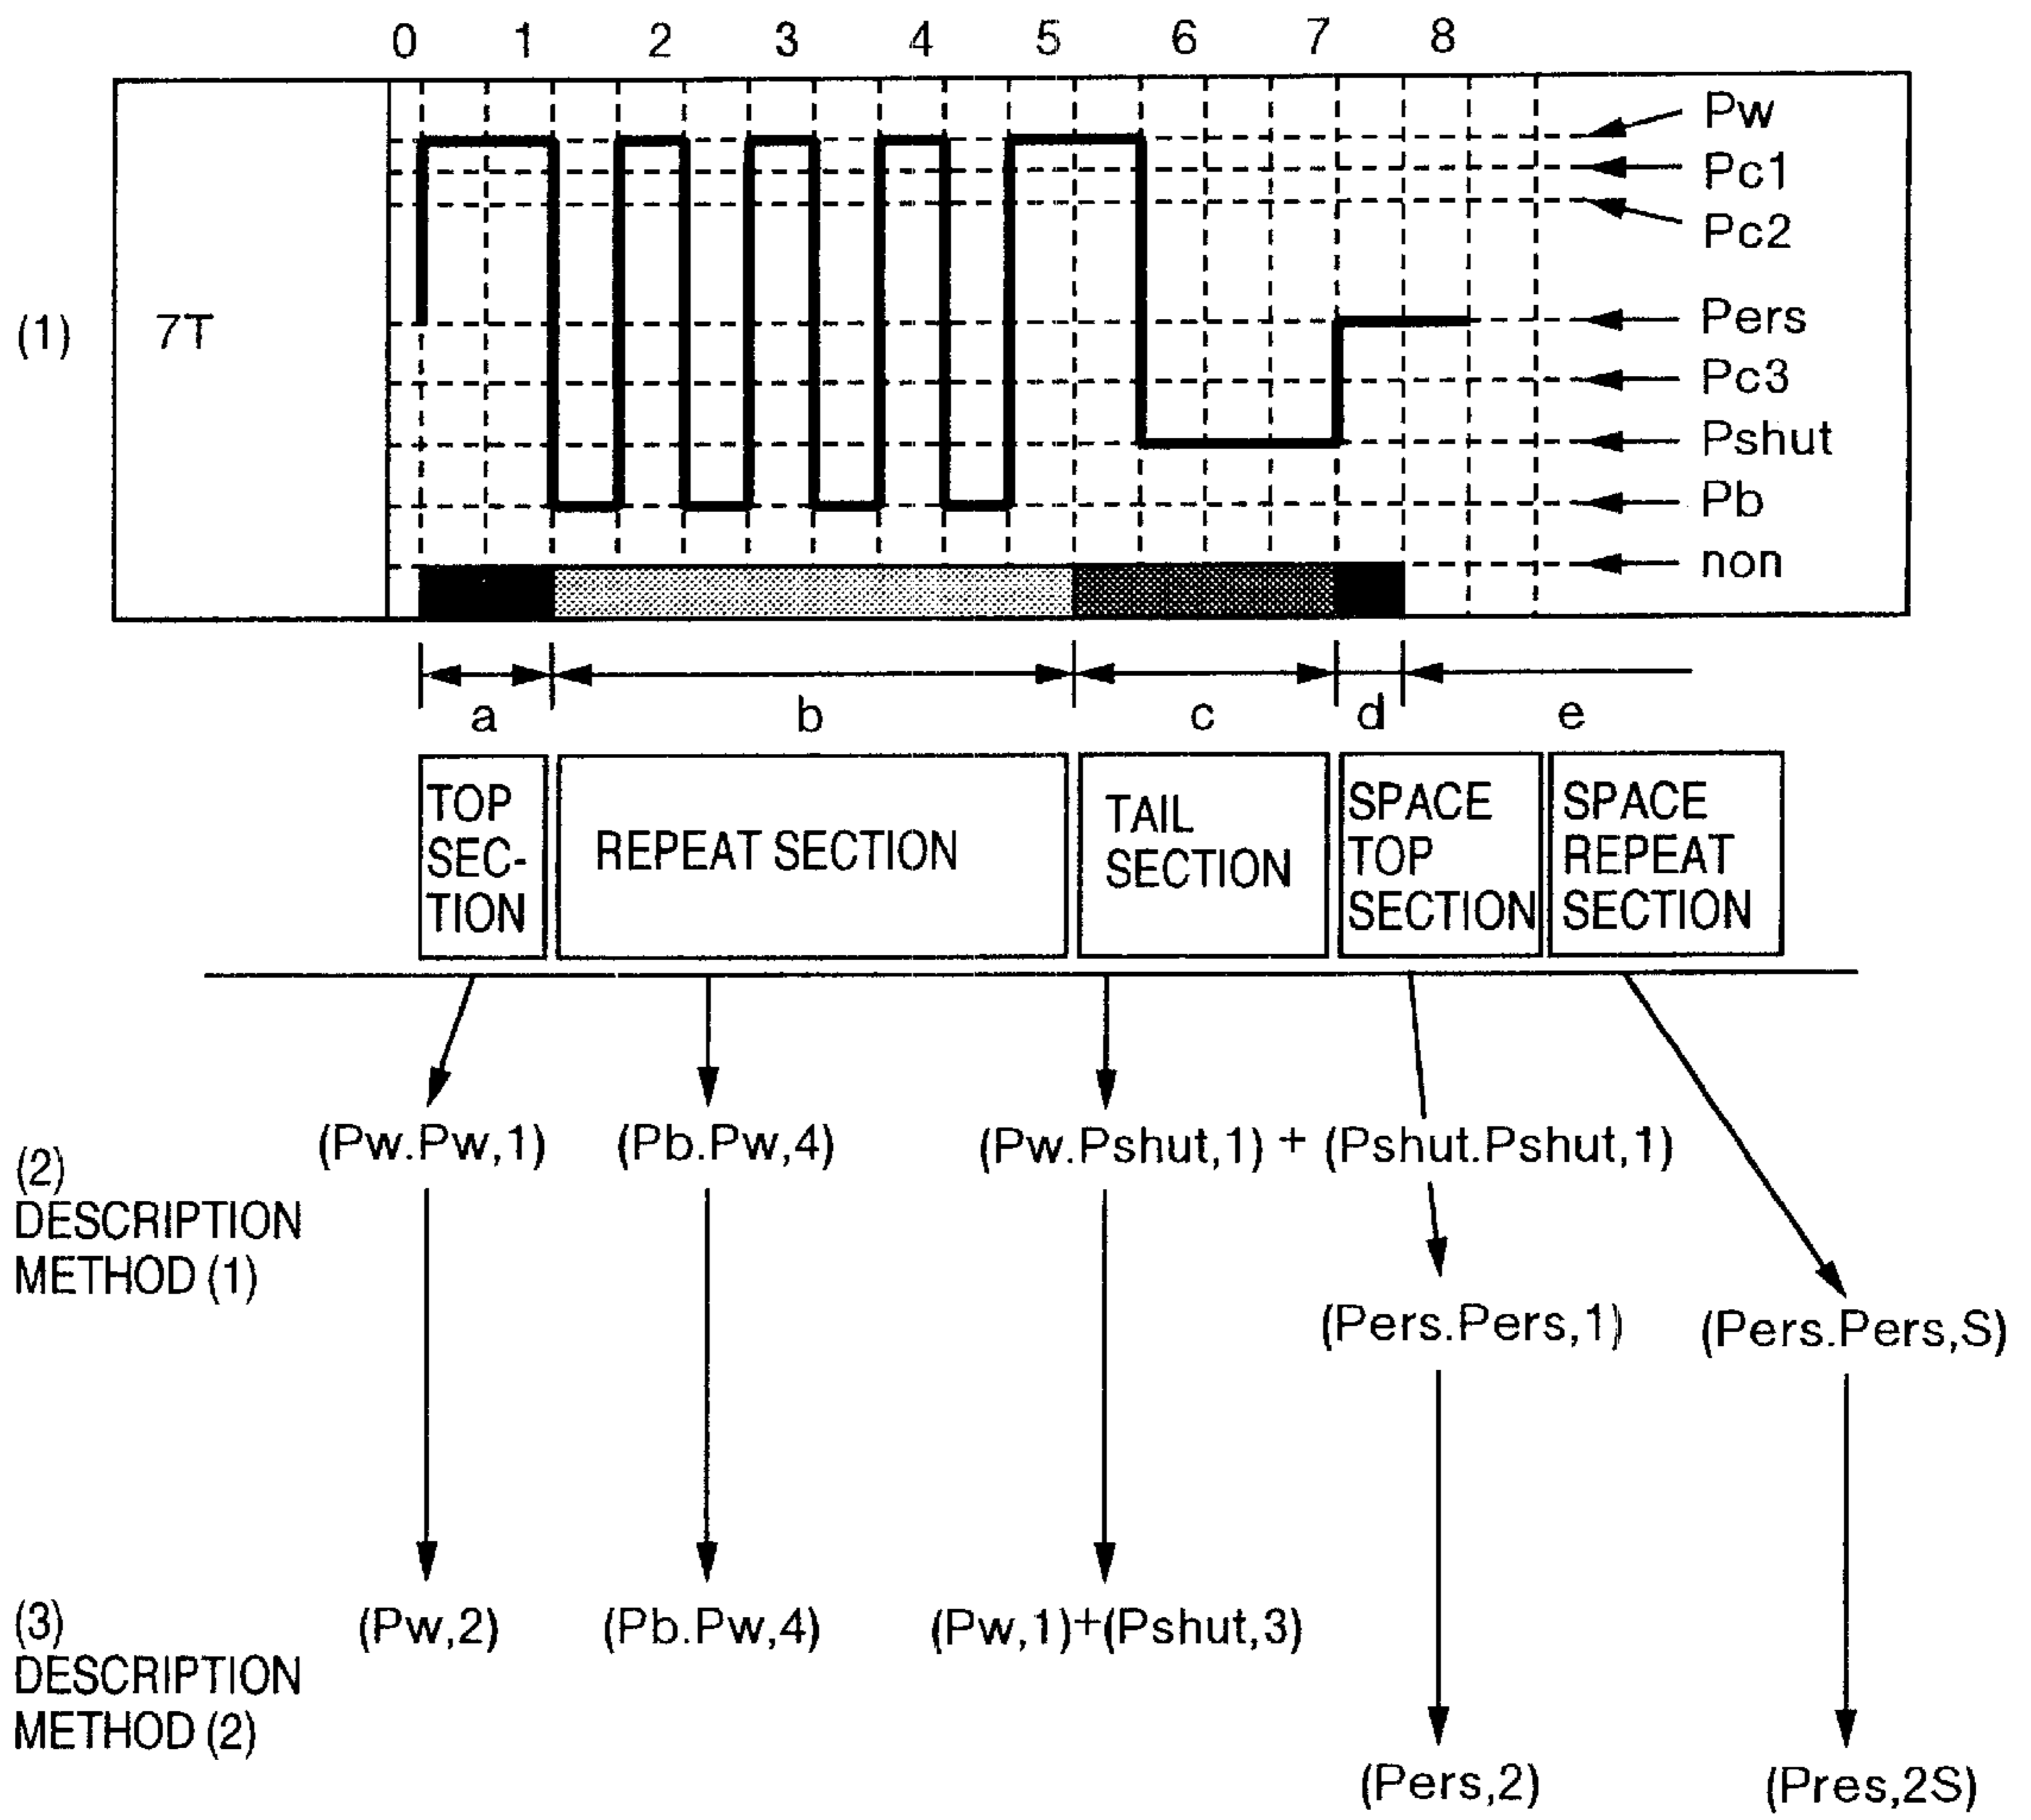 0 1 2 3 4 5 6 7 8
(1)
7T
Pw
Pc1
Pc2
Pers
Pc3
Pshut
Pb
non
a b c d e
TOP
SEC-
TION
REPEAT SECTION
TAIL
SECTION
SPACE
TOP
SECTION
SPACE
REPEAT
SECTION
(2)
DESCRIPTION
METHOD (1)
(Pw.Pw,1) (Pb.Pw,4) (Pw.Pshut,1) + (Pshut.Pshut,1)
(Pers.Pers,1) (Pers.Pers,S)
(3)
DESCRIPTION
METHOD (2)
(Pw,2) (Pb.Pw,4) (Pw,1)+(Pshut,3)
(Pers,2) (Pres,2S)